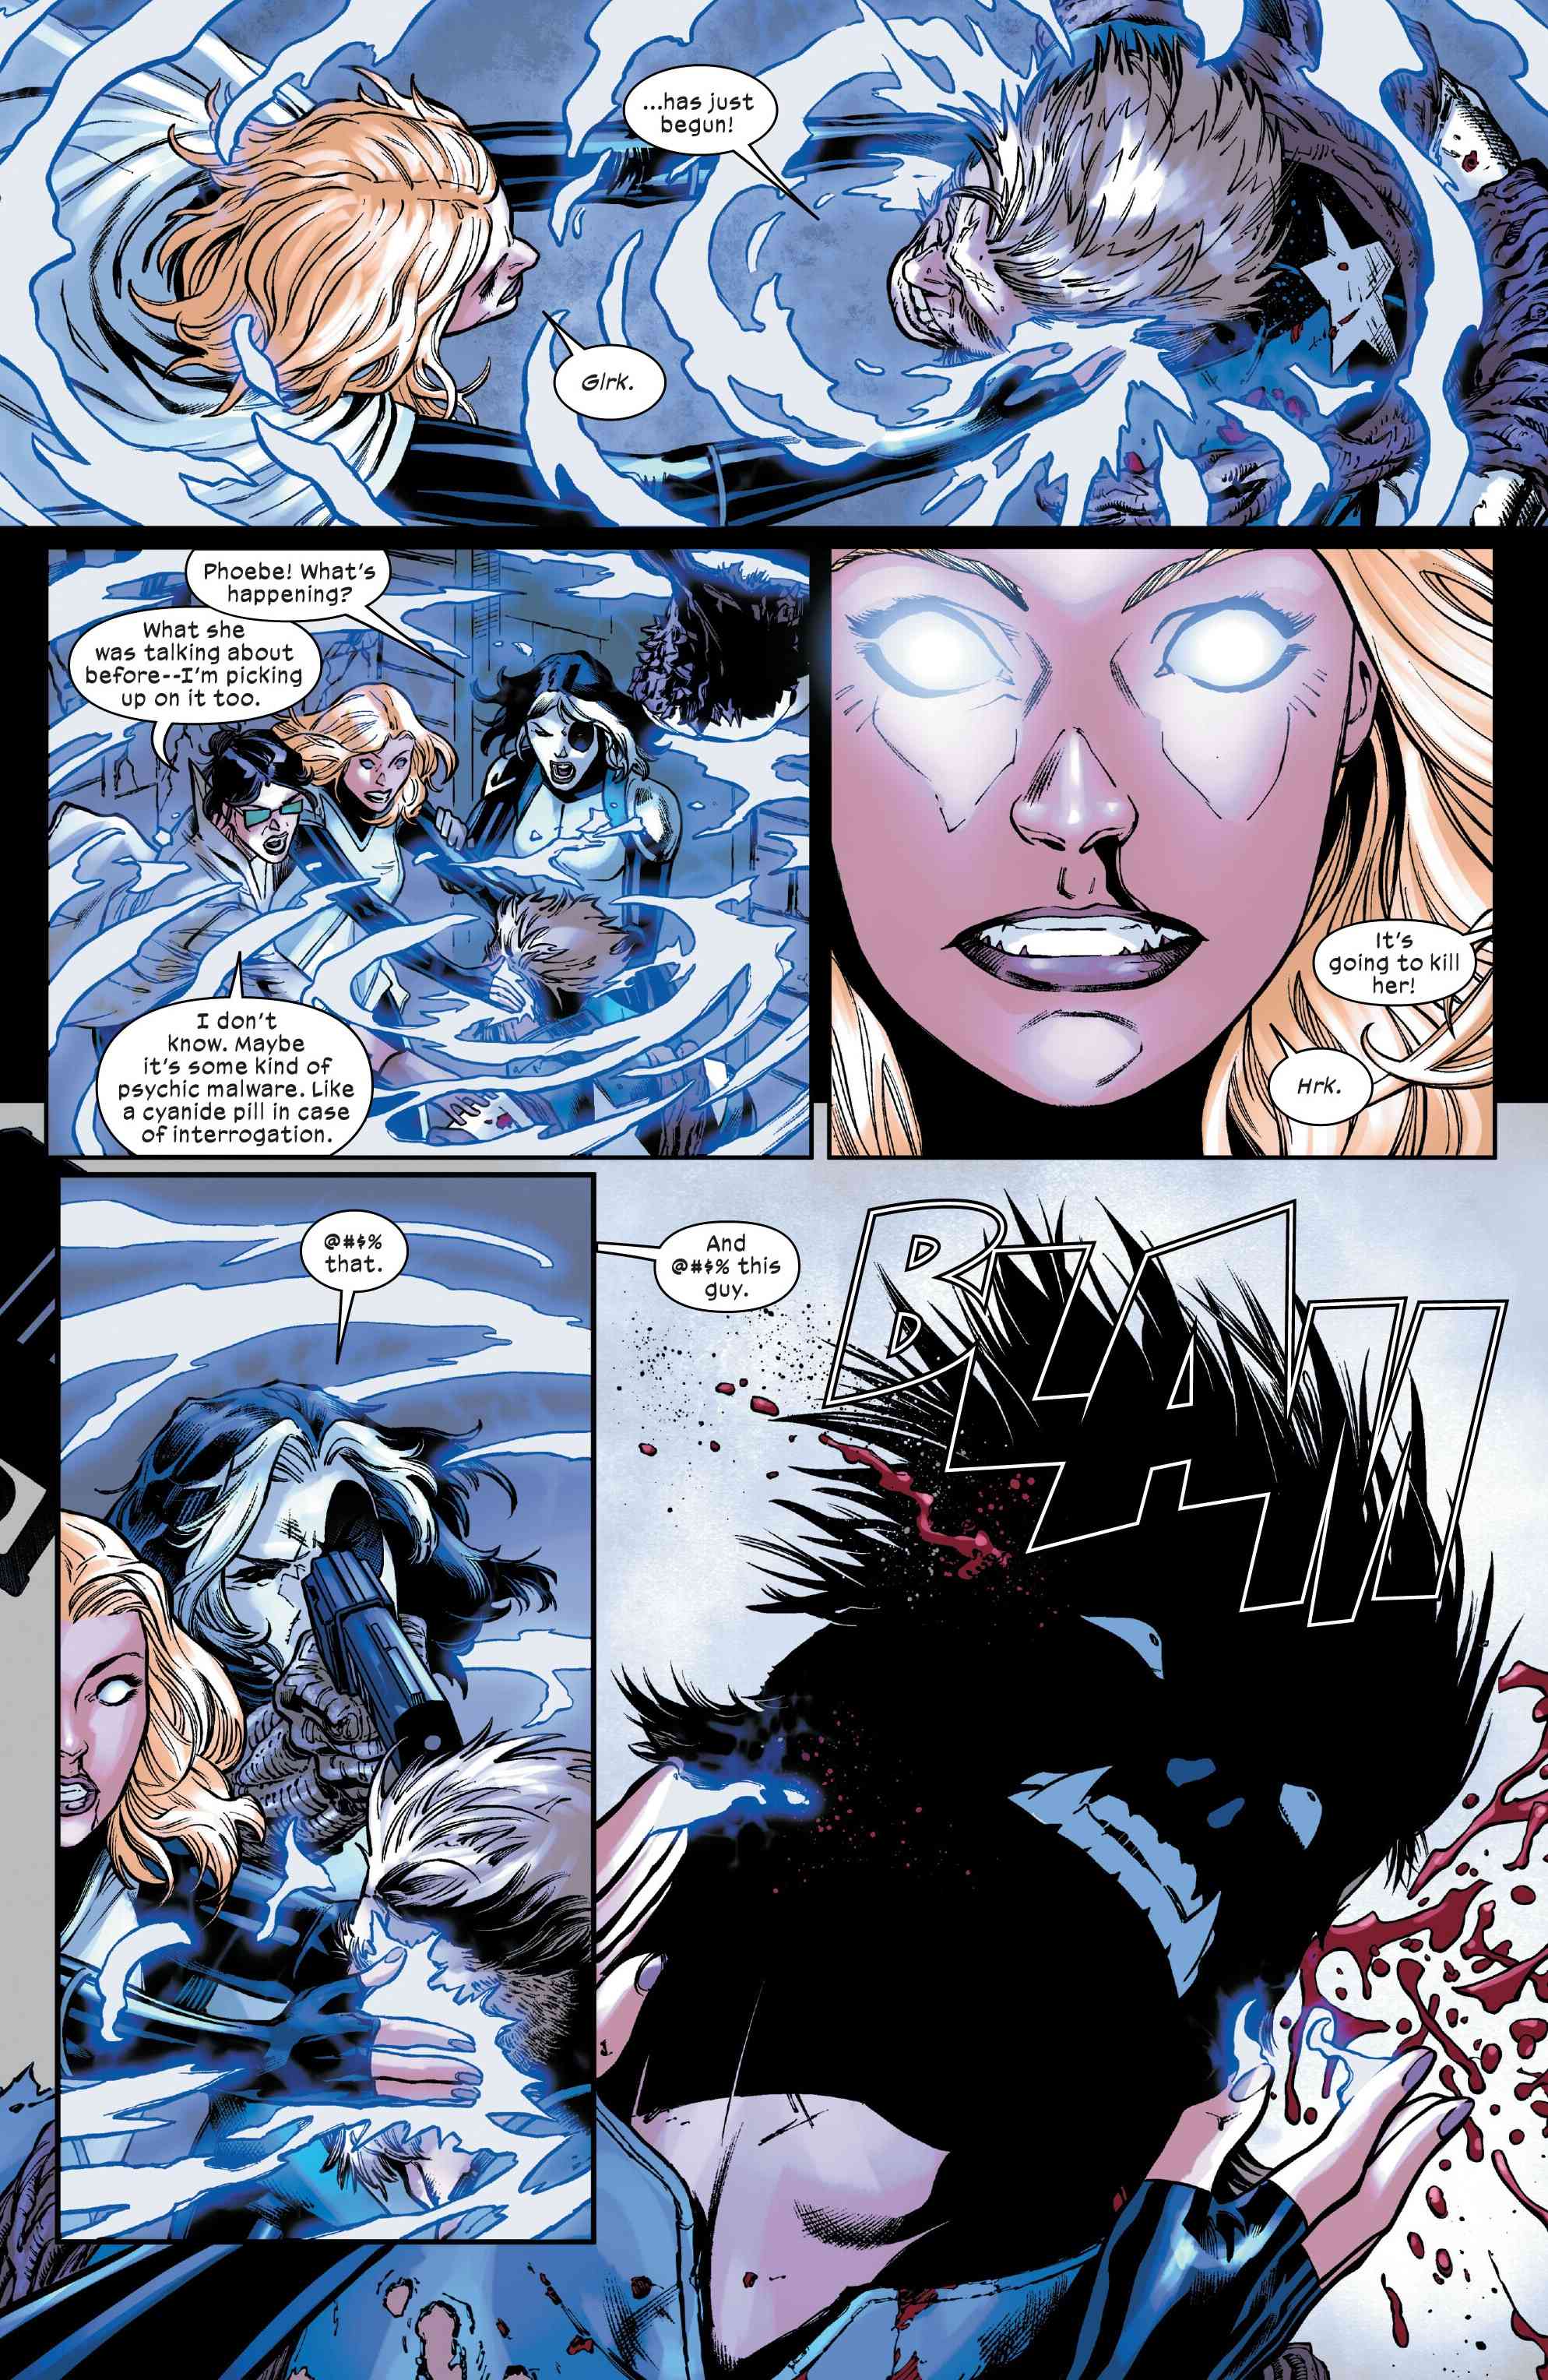 ...has just
begun!
Glrk.
Phoebe! What's
happening?
What she
was talking about
before--I'm picking
up on it too.
I don't
know. Maybe
it's some kind of
psychic malware. Like
a cyanide pill in case
of interrogation.
It's
going to kill
her!
Hrk.
@#$%
that.
And
@#$% this
guy.
BLAM